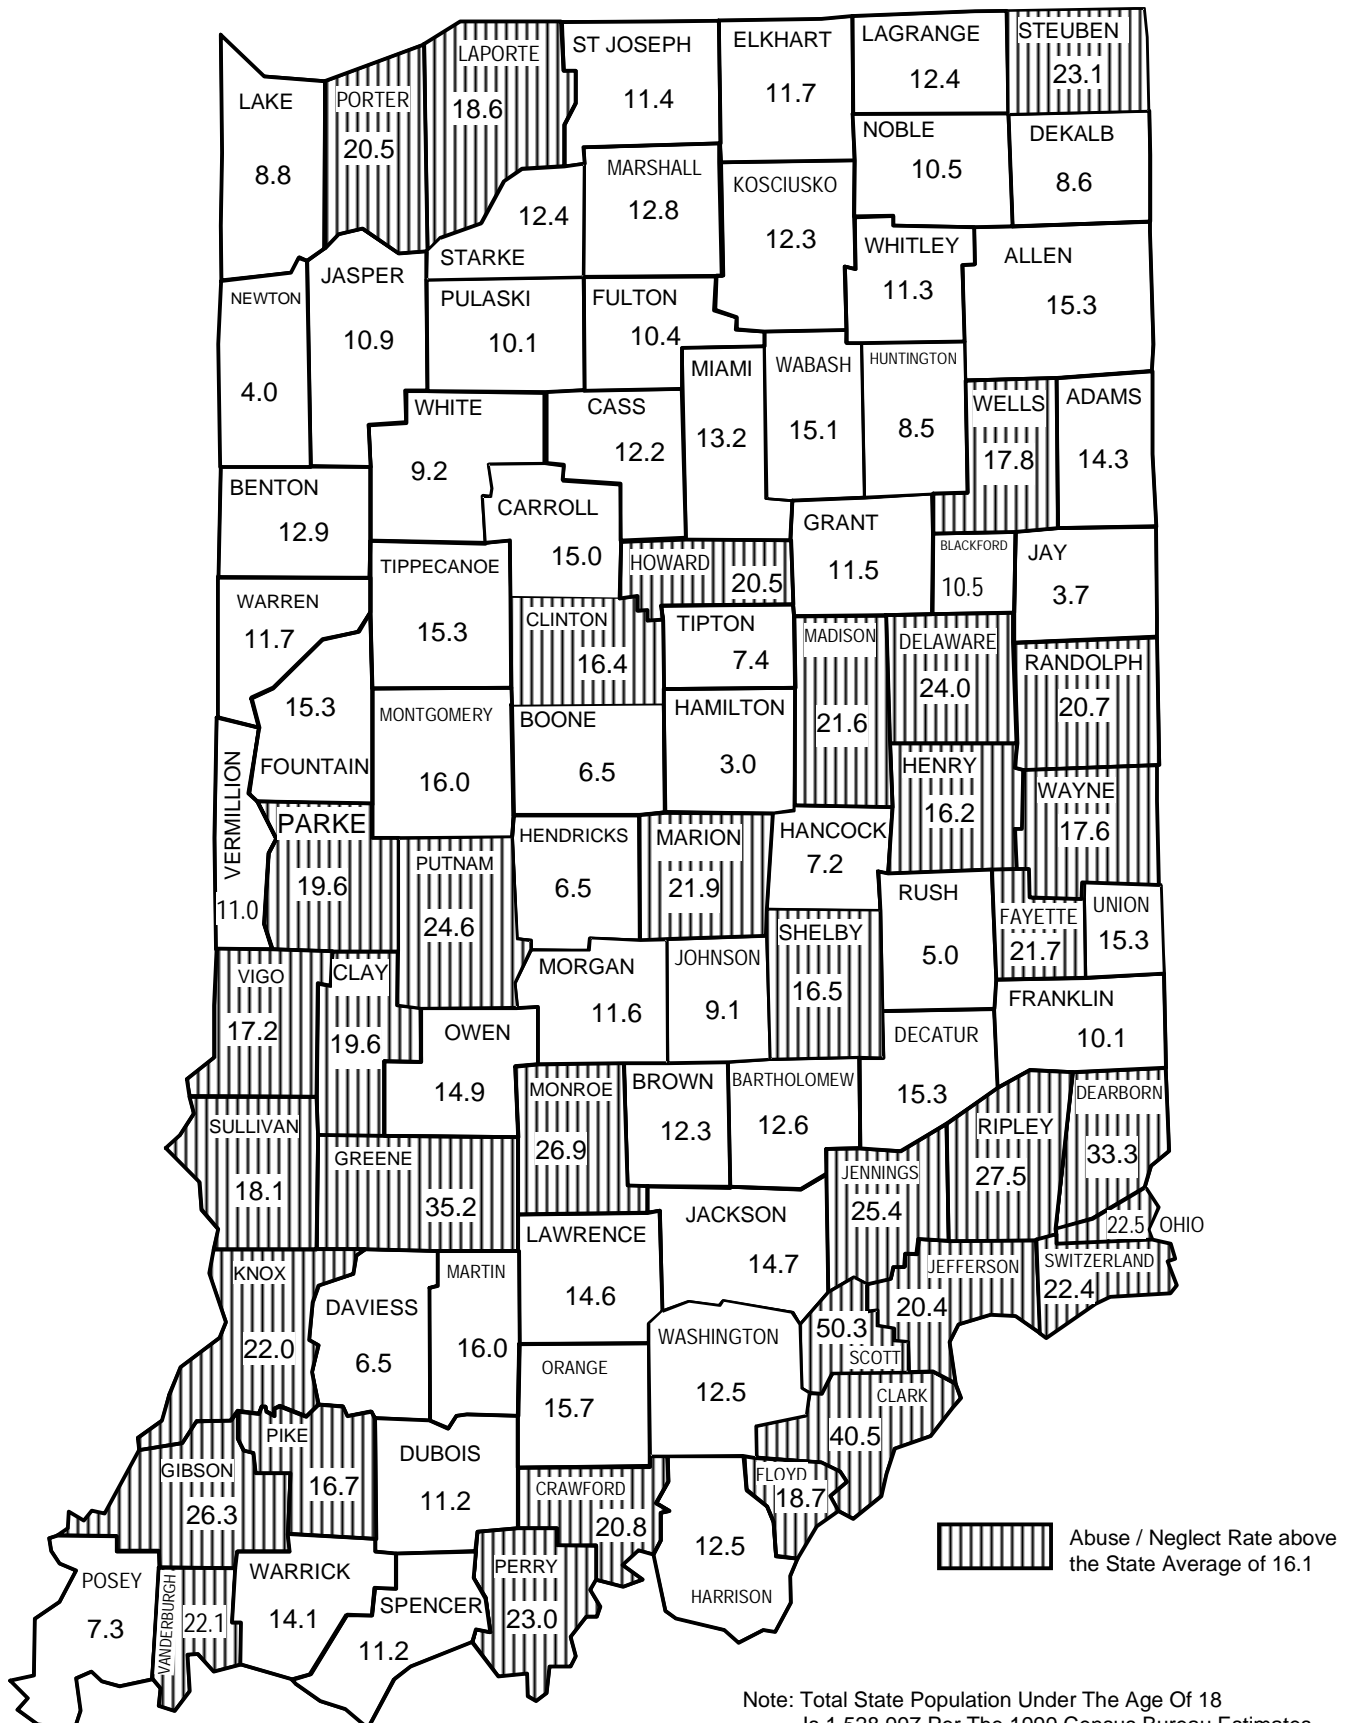 ST JOSEPH
11.4
ELKHART
11.7
LAGRANGE
12.4
STEUBEN
23.1
LAPORTE
18.6
LAKE
8.8
PORTER
20.5
NOBLE
10.5
DEKALB
8.6
MARSHALL
12.8
KOSCIUSKO
12.3
12.4
STARKE
WHITLEY
11.3
ALLEN
15.3
JASPER
10.9
NEWTON
4.0
PULASKI
10.1
FULTON
10.4
MIAMI
13.2
WABASH
15.1
HUNTINGTON
8.5
WELLS
17.8
ADAMS
14.3
WHITE
9.2
CASS
12.2
BENTON
12.9
CARROLL
15.0
GRANT
11.5
BLACKFORD
10.5
JAY
3.7
TIPPECANOE
15.3
HOWARD
20.5
WARREN
11.7
CLINTON
16.4
TIPTON
7.4
MADISON
21.6
DELAWARE
24.0
RANDOLPH
20.7
15.3
FOUNTAIN
MONTGOMERY
16.0
BOONE
6.5
HAMILTON
3.0
HENRY
16.2
WAYNE
17.6
VERMILLION
11.0
PARKE
19.6
PUTNAM
24.6
HENDRICKS
6.5
MARION
21.9
HANCOCK
7.2
RUSH
5.0
FAYETTE
21.7
UNION
15.3
SHELBY
16.5
VIGO
17.2
CLAY
19.6
MORGAN
11.6
JOHNSON
9.1
FRANKLIN
10.1
OWEN
14.9
DECATUR
15.3
MONROE
26.9
BROWN
12.3
BARTHOLOMEW
12.6
DEARBORN
33.3
RIPLEY
27.5
SULLIVAN
18.1
GREENE
35.2
JENNINGS
25.4
JACKSON
14.7
22.5 OHIO
LAWRENCE
14.6
KNOX
22.0
MARTIN
16.0
DAVIESS
6.5
JEFFERSON
20.4
SWITZERLAND
22.4
50.3
SCOTT
WASHINGTON
12.5
ORANGE
15.7
CLARK
40.5
PIKE
16.7
DUBOIS
11.2
GIBSON
26.3
FLOYD
18.7
CRAWFORD
20.8
12.5
HARRISON
PERRY
23.0
WARRICK
14.1
SPENCER
11.2
POSEY
7.3
VANDERBURGH
22.1
Abuse / Neglect Rate above
the State Average of 16.1
Note: Total State Population Under The Age Of 18